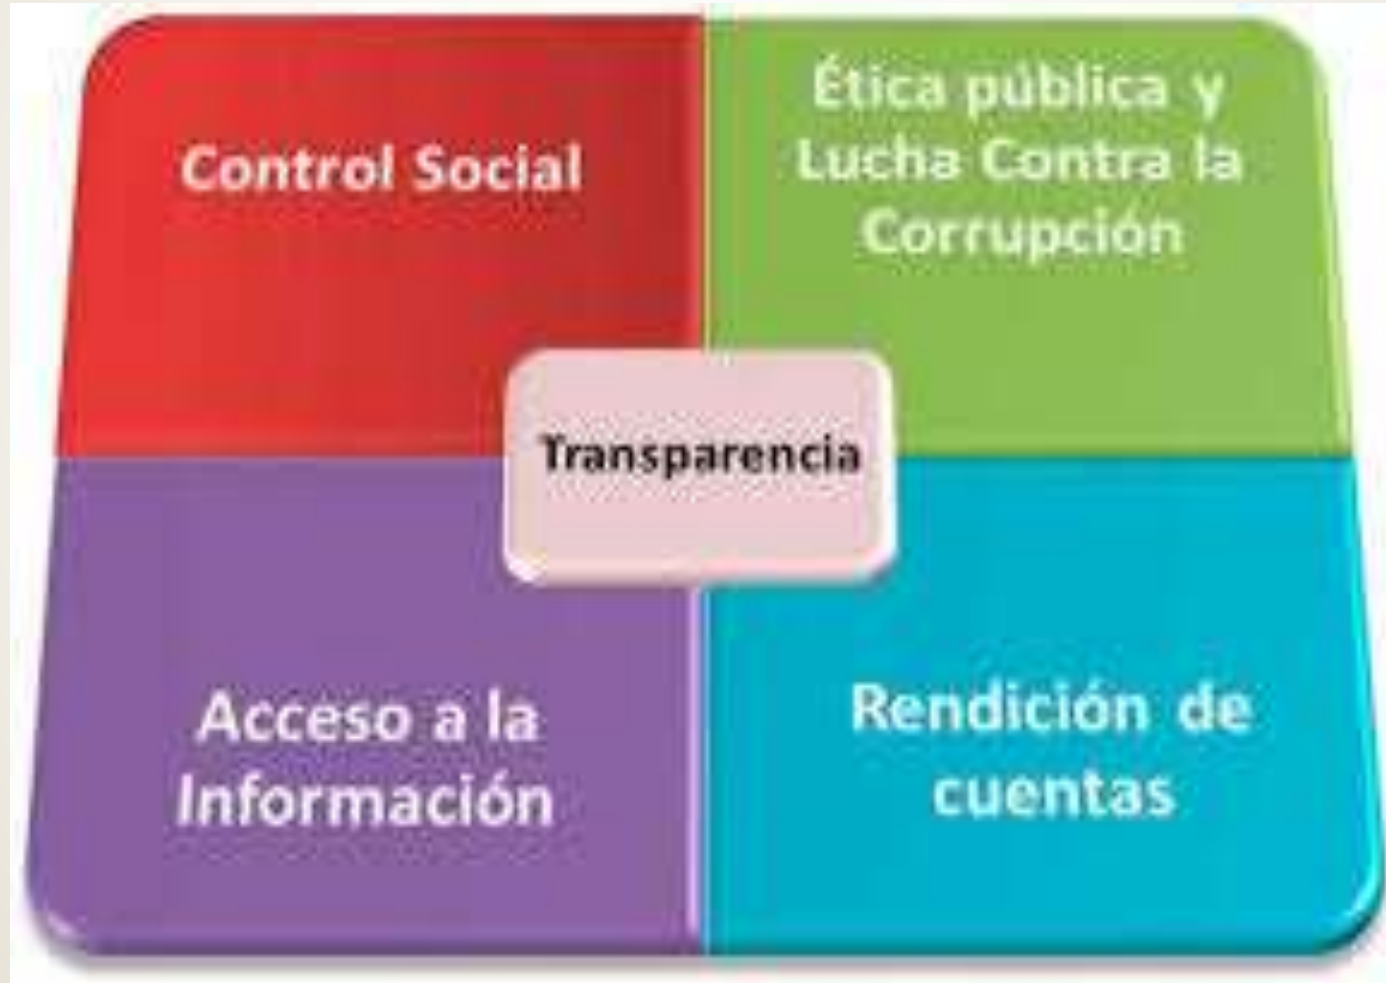 Control Social
Ética pública y
Lucha Contra la
Corrupción
Transparencia
Acceso a la
Información
Rendición de
cuentas